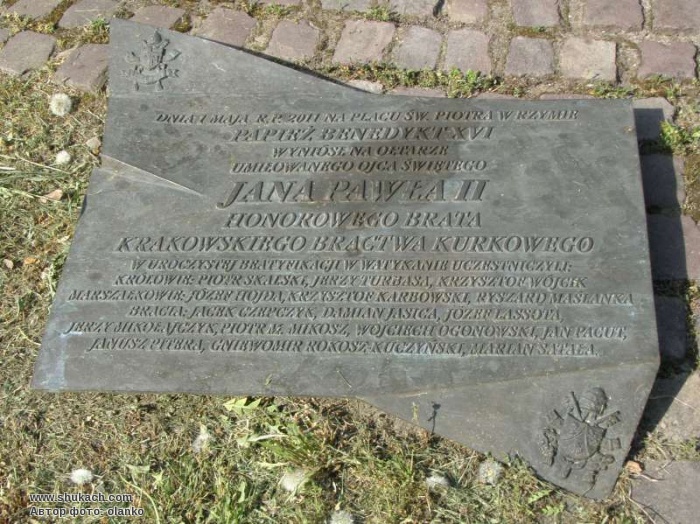 DNIA 1 MAJA R.P. 2011 NA PLACU ŚW. PIOTRA W RZYMIE
PAPIEŻ BENEDYKT XVI
WYNIÓSŁ NA OŁTARZE
UMIŁOWANEGO OJCA ŚWIĘTEGO
JANA PAWŁA II
HONOROWEGO BRATA
KRAKOWSKIEGO BRACTWA KURKOWEGO
W UROCZYSTEJ BEATYFIKACJI W WATYKANIE UCZESTNICZYLI:
KRÓLOWIE: PIOTR SKALSKI, JERZY TURBASA, KRZYSZTOF WÓJCIK
MARSZAŁKOWIE: JÓZEF HOJDA, KRZYSZTOF KARBOWSKI, RYSZARD MAŚLANKA
BRACIA: JACEK CZEPCZYK, DAMIAN JASICA, JÓZEF LASSOTA,
JERZY MIKOŁAJCZYK, PIOTR M. MIKOSZ, WOJCIECH OGONOWSKI, JAN PACUT,
JANUSZ PITERA, GNIEWOMIR ROKOSZ-KUCZYŃSKI, MARIAN SATAŁA.
www.shukach.com
Автор фото: olanko